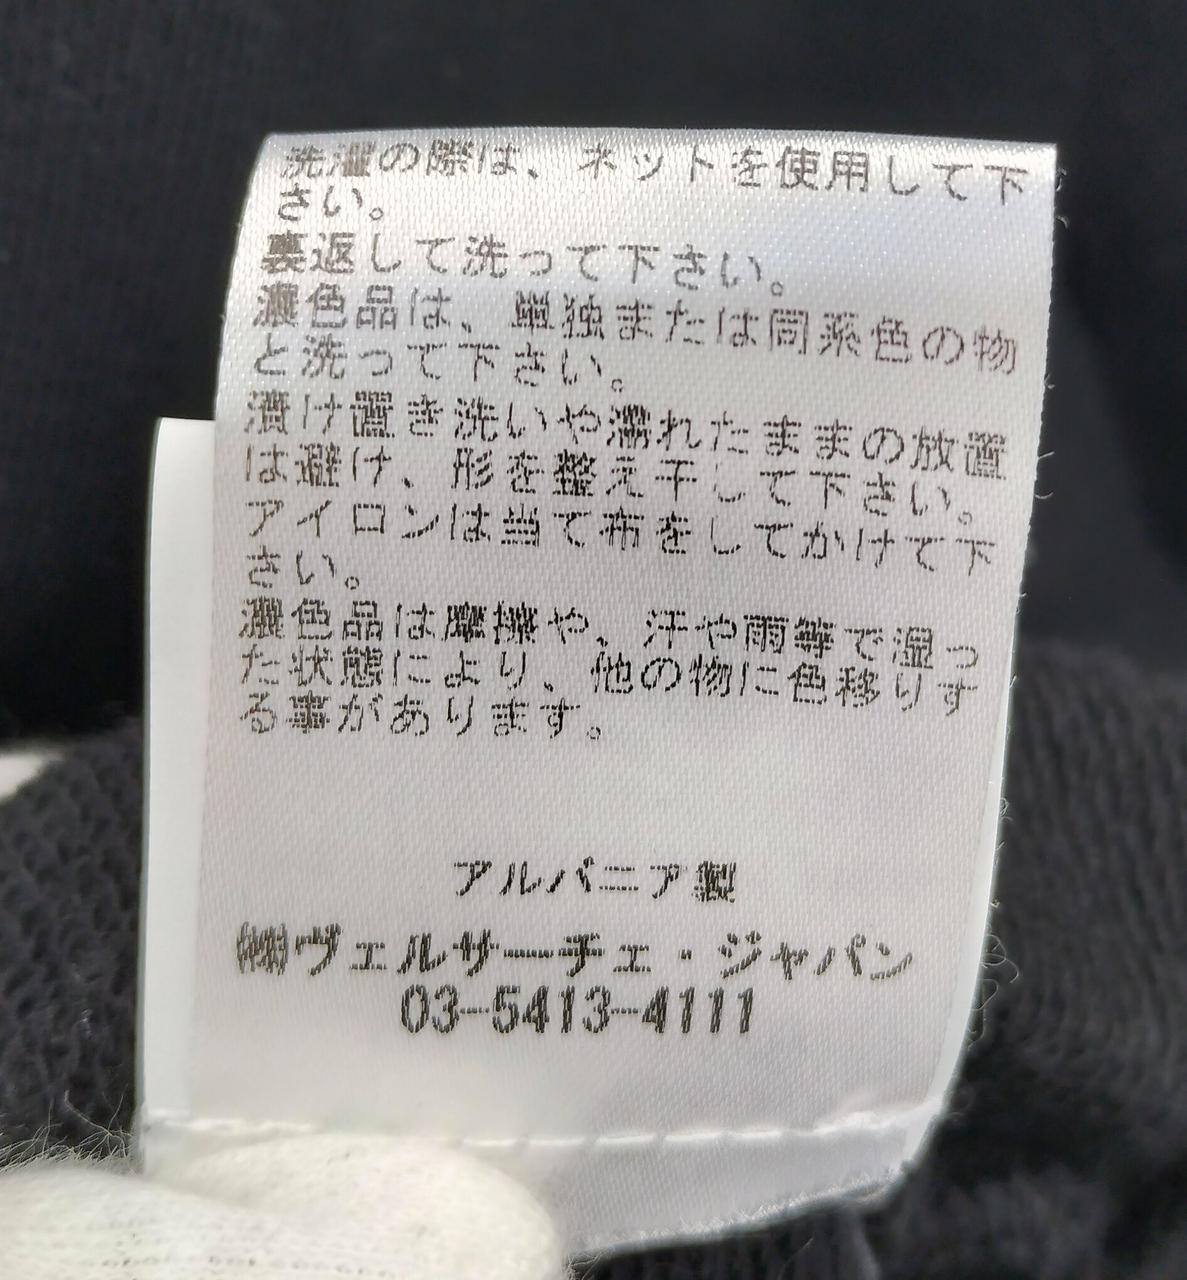 洗濯の際は、ネットを使用して下
さい。
裏返して洗って下さい。
濃色品は、単独または同系色の物
と洗って下さい。
漬け置き洗いや濡れたままの放置
は避け、形を整え干して下さい。
アイロンは当て布をしてかけて下
さい。
濃色品は摩擦や、汗や雨等で湿っ
た状態により、他の物に色移りす
る事があります。
アルバニア製
㈱ヴェルサーチェ・ジャパン
03-5413-4111